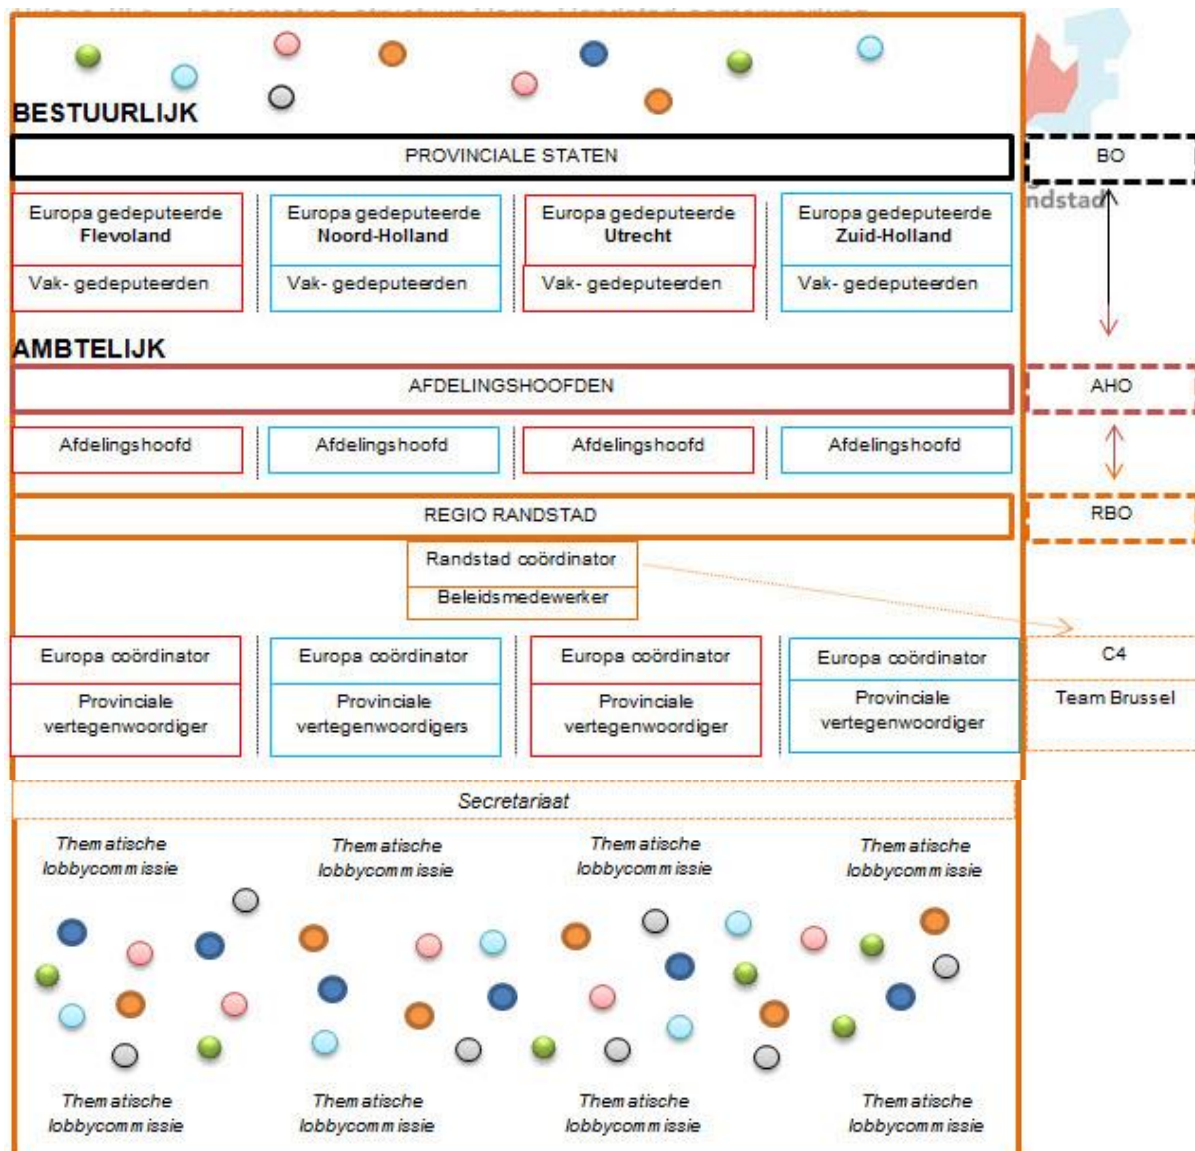 BESTUURLIJK
PROVINCIALE STATEN
BO
ndstad
Europa gedeputeerde
Flevoland
Europa gedeputeerde
Noord-Holland
Europa gedeputeerde
Utrecht
Europa gedeputeerde
Zuid-Holland
Vak- gedeputeerden
Vak- gedeputeerden
Vak- gedeputeerden
Vak- gedeputeerden
AMBTELIJK
AFDELINGSHOOFDEN
AHO
Afdelingshoofd
Afdelingshoofd
Afdelingshoofd
Afdelingshoofd
REGIO RANDSTAD
RBO
Randstad coördinator
Beleidsmedewerker
Europa coördinator
Europa coördinator
Europa coördinator
Europa coördinator
C4
Provinciale
vertegenwoordiger
Provinciale
vertegenwoordigers
Provinciale
vertegenwoordiger
Provinciale
vertegenwoordiger
Team Brussel
Secretariaat
Thematische
lobbycommissie
Thematische
lobbycommissie
Thematische
lobbycommissie
Thematische
lobbycommissie
Thematische
lobbycommissie
Thematische
lobbycommissie
Thematische
lobbycommissie
Thematische
lobbycommissie